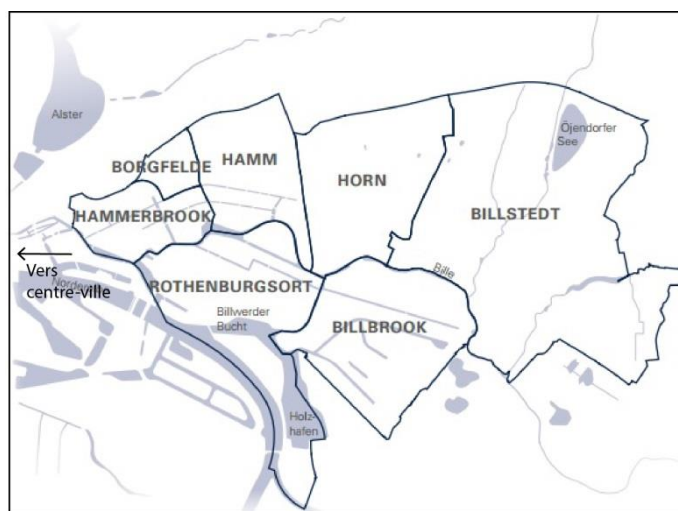 Alster
Öjendorfer
See
BORGFELDE
HAMM
HORN
BILLSTEDT
HAMMERBROOK
Vers
centre-ville
ROTHENBURGSORT
Bille
Billwerder
Bucht
BILLBROOK
Holz-
hafen